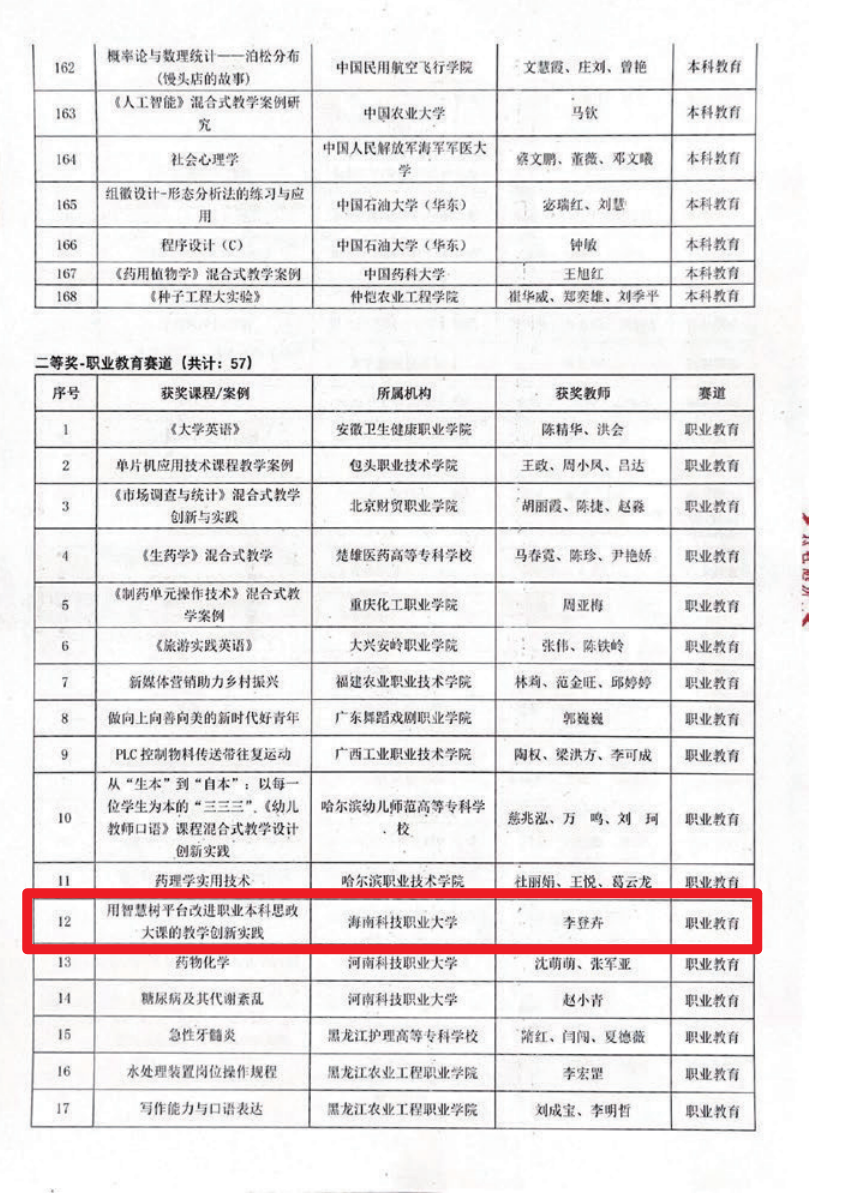 162 概率论与数理统计——泊松分布 中国民用航空飞行学院 文慧霞、庄刘、曾艳 本科教育
(馒头店的故事)
163 《人工智能》混合式教学案例研 中国农业大学 马钦 本科教育
究
164 社会心理学 中国人民解放军海军军医大 蔡文鹏、董薇、邓文曦 本科教育
学
165 组徽设计-形态分析法的练习与应 中国石油大学（华东） 宓瑞红、刘慧 本科教育
用
166 程序设计（C） 中国石油大学（华东） 钟敏 本科教育
167 《药用植物学》混合式教学案例 中国药科大学 王旭红 本科教育
168 《种子工程大实验》 仲恺农业工程学院 崔华威、郑奕雄、刘季平 本科教育
二等奖-职业教育赛道（共计：57）
序号 获奖课程/案例 所属机构 获奖教师 赛道
1 《大学英语》 安徽卫生健康职业学院 陈精华、洪会 职业教育
2 单片机应用技术课程教学案例 包头职业技术学院 王政、周小凤、吕达 职业教育
3 《市场调查与统计》混合式教学 北京财贸职业学院 胡丽霞、陈捷、赵淼 职业教育
创新与实践
4 《生药学》混合式教学 楚雄医药高等专科学校 马春霓、陈珍、尹艳娇 职业教育
5 《制药单元操作技术》混合式教 重庆化工职业学院 周亚梅 职业教育
学案例
6 《旅游实践英语》 大兴安岭职业学院 张伟、陈铁岭 职业教育
7 新媒体营销助力乡村振兴 福建农业职业技术学院 林莉、范金旺、邱婷婷 职业教育
8 做向上向善向美的新时代好青年 广东舞蹈戏剧职业学院 郭巍巍 职业教育
9 PLC 控制物料传送带往复运动 广西工业职业技术学院 陶权、梁洪方、李可成 职业教育
10 从“生本”到“自本”：以每一 哈尔滨幼儿师范高等专科学 慈兆泓、万 鸣、刘 珂 职业教育
位学生为本的“三三三”《幼儿 校
教师口语》课程混合式教学设计
创新实践
11 药理学实用技术 哈尔滨职业技术学院 杜丽娟、王悦、葛云龙 职业教育
12 用智慧树平台改进职业本科思政 海南科技职业大学 李登卉 职业教育
大课的教学创新实践
13 药物化学 河南科技职业大学 沈萌萌、张军亚 职业教育
14 糖尿病及其代谢紊乱 河南科技职业大学 赵小青 职业教育
15 急性牙髓炎 黑龙江护理高等专科学校 隋红、闫闯、夏德薇 职业教育
16 水处理装置岗位操作规程 黑龙江农业工程职业学院 李宏罡 职业教育
17 写作能力与口语表达 黑龙江农业工程职业学院 刘成宝、李明哲 职业教育